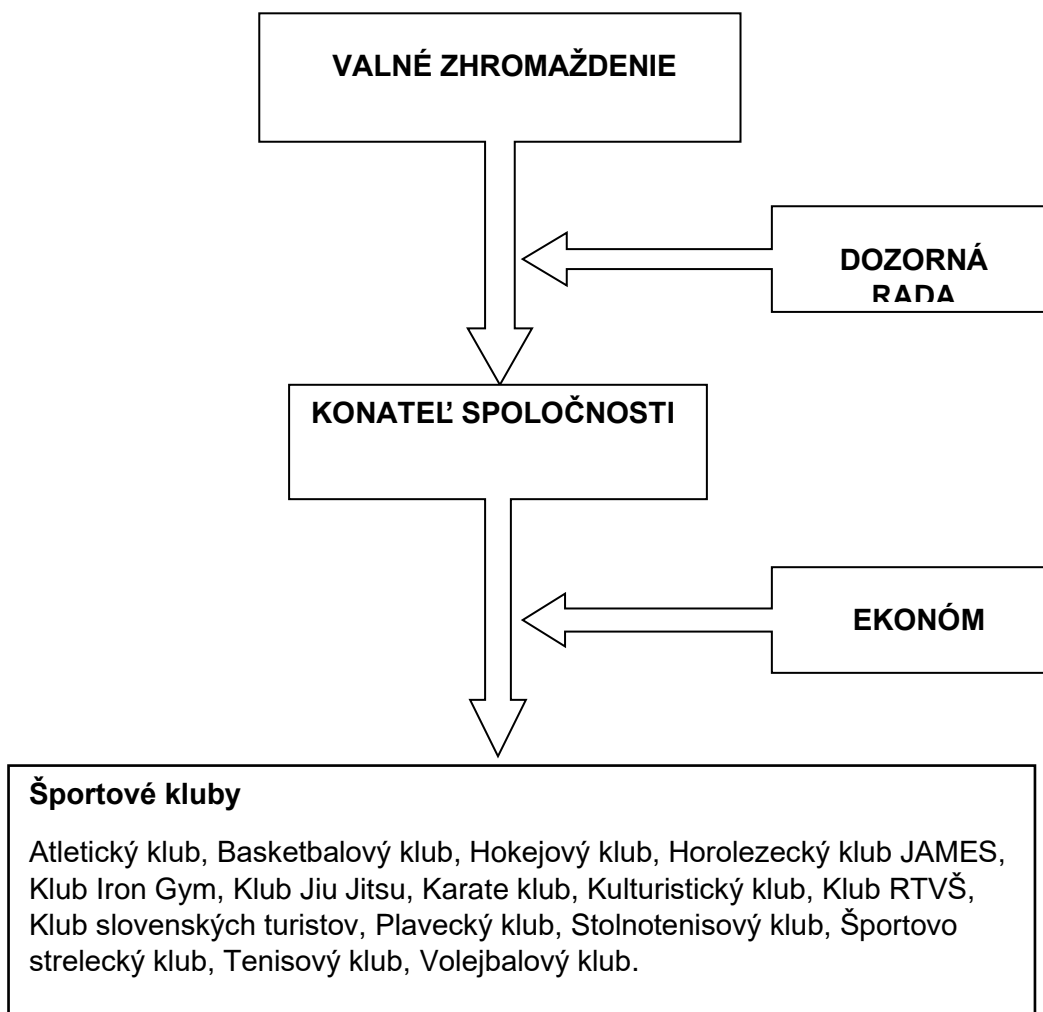 VALNÉ ZHROMAŽDENIE
DOZORNÁ
RADA
KONATEĽ SPOLOČNOSTI
EKONÓM
Športové kluby
Atletický klub, Basketbalový klub, Hokejový klub, Horolezecký klub JAMES,
Klub Iron Gym, Klub Jiu Jitsu, Karate klub, Kulturistický klub, Klub RTVŠ,
Klub slovenských turistov, Plavecký klub, Stolnotenisový klub, Športovo
strelecký klub, Tenisový klub, Volejbalový klub.